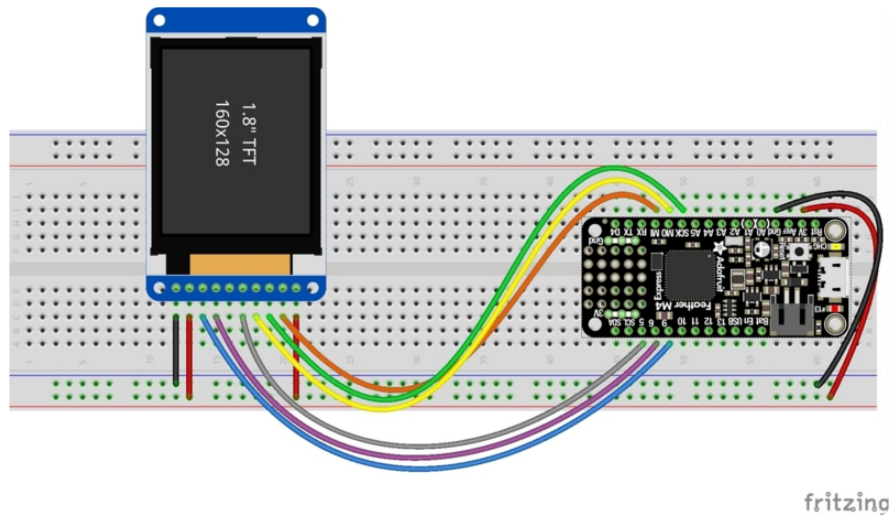 1.8" TFT
160x128
D4 TX RX MI MO SCK A5 A4 A3 A2 A1 A0 Gnd 3V Rst
Gnd
CHG
Adafruit
Feather M4
Express
3V
#13
SDA SCL 5 6 9 10 11 12 13 USB En Bat
fritzing